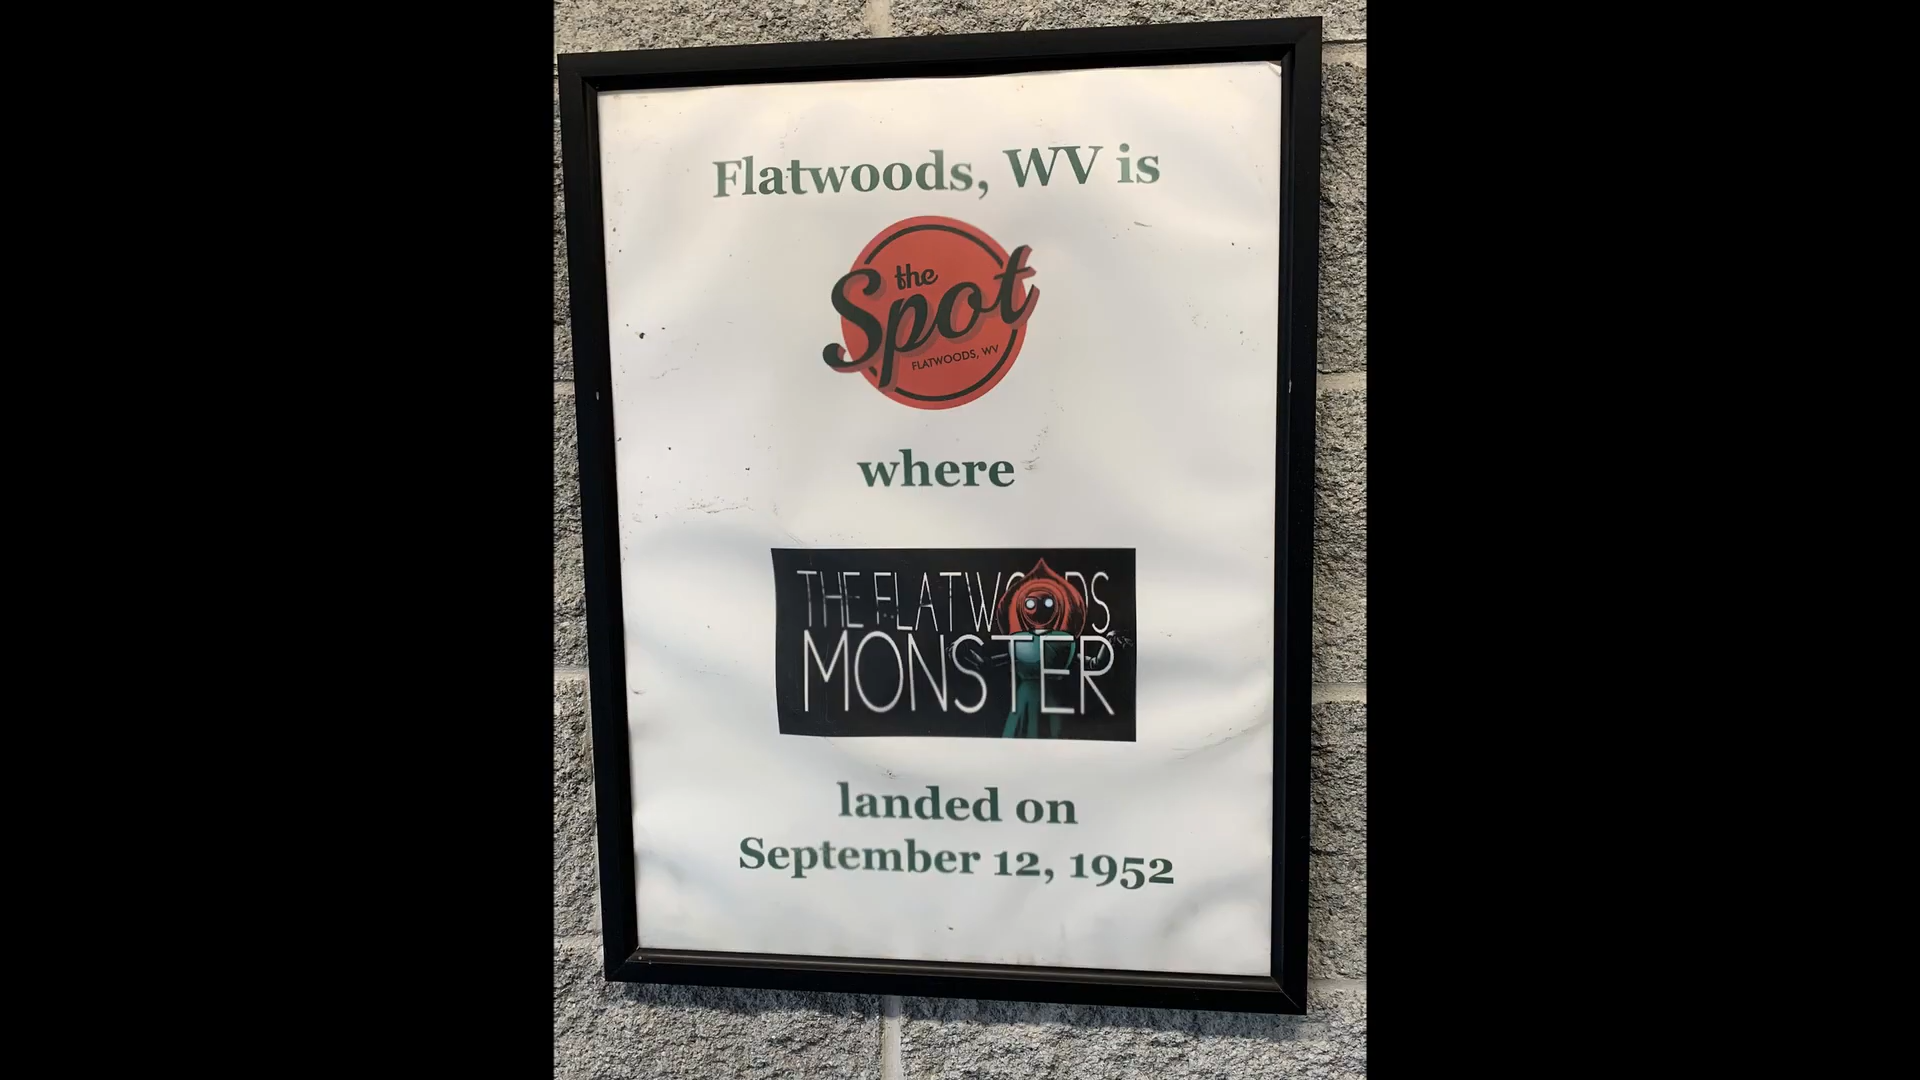 Flatwoods, WV is
the
Spot
FLATWOODS, WV
where
THE FLATWOODS
MONSTER
landed on
September 12, 1952